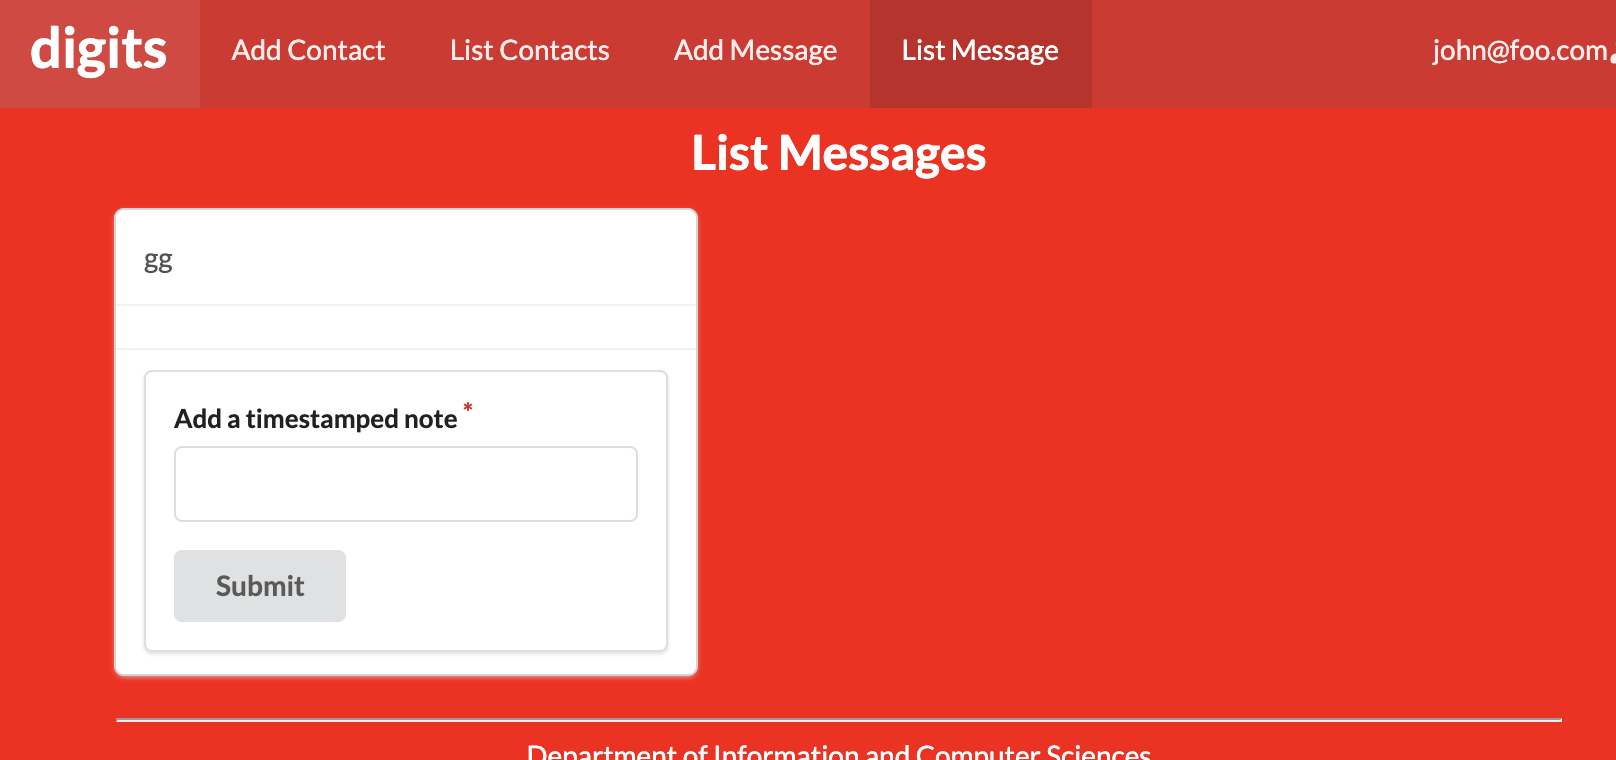 digits Add Contact List Contacts Add Message List Message john@foo.com
List Messages
gg
Add a timestamped note *
Submit
Department of Information and Computer Sciences